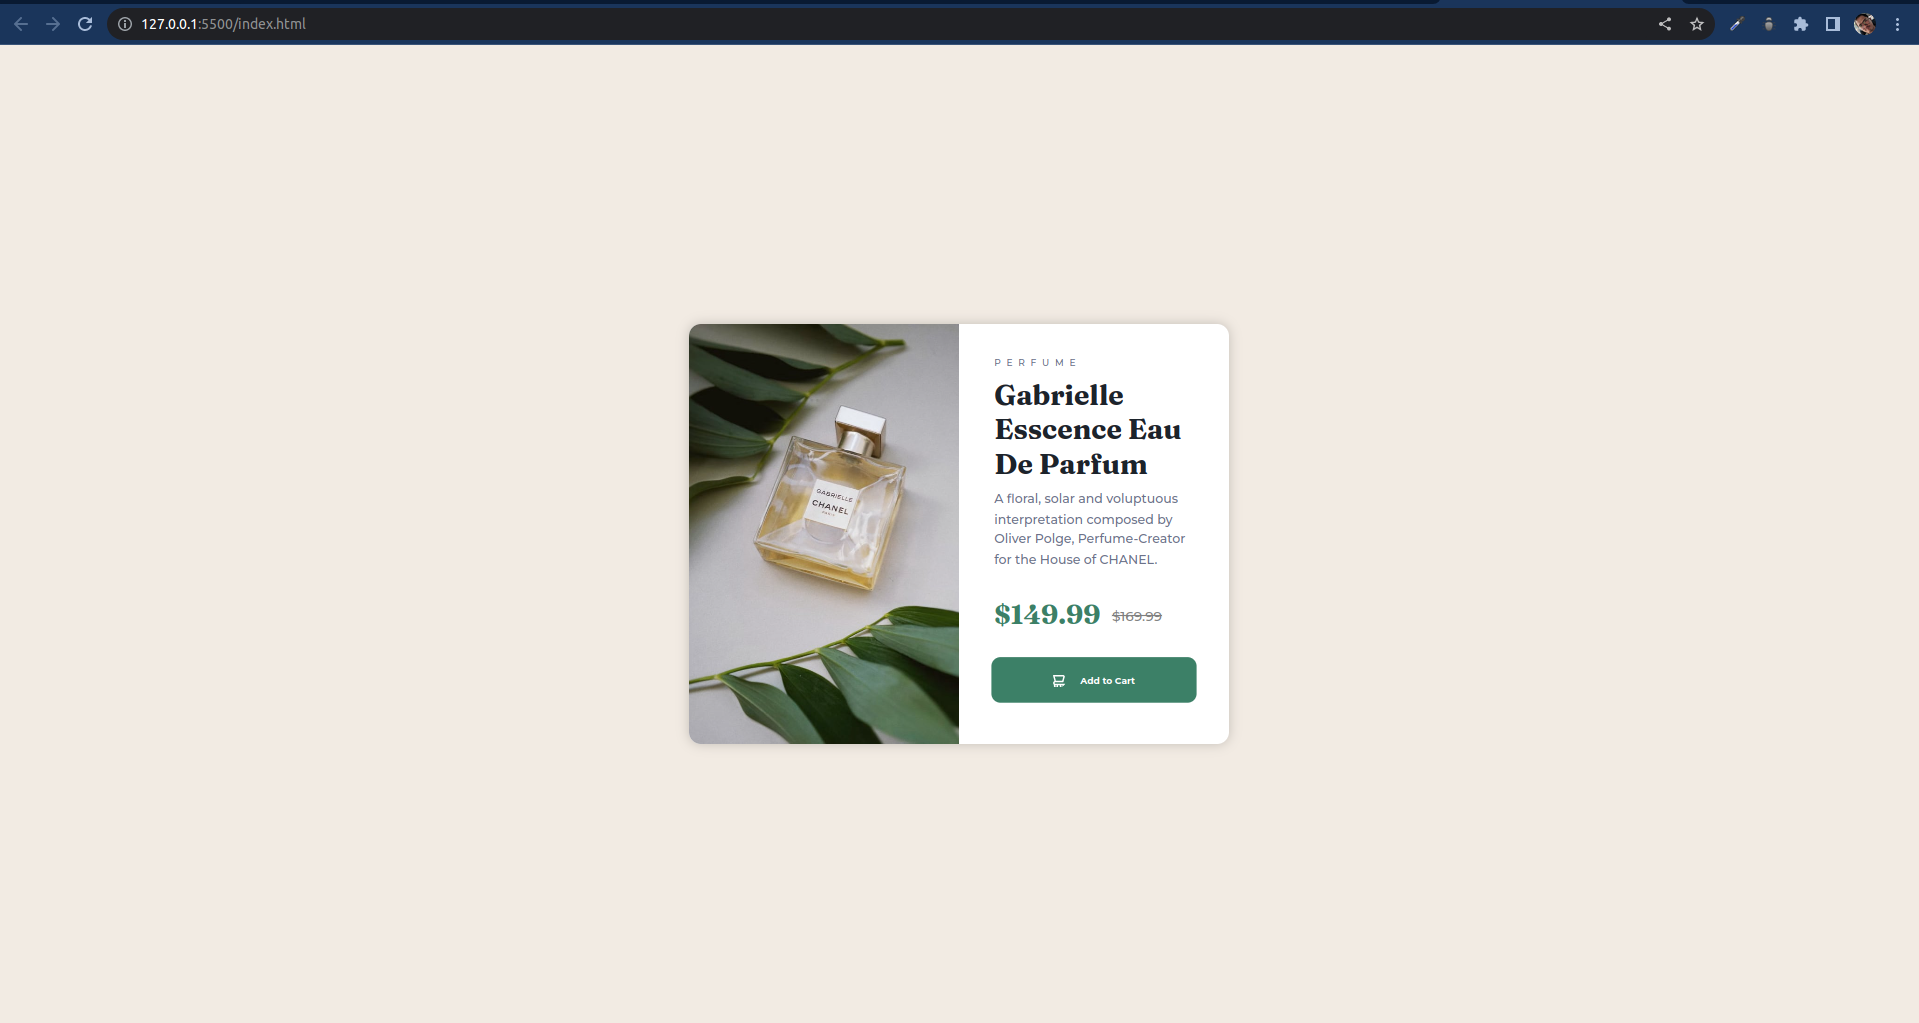 127.0.0.1:5500/index.html
PERFUME
Gabrielle
Esscence Eau
De Parfum
A floral, solar and voluptuous
interpretation composed by
Oliver Polge, Perfume-Creator
for the House of CHANEL.
$149.99 $169.99
Add to Cart
GABRIELLE
CHANEL
PARIS